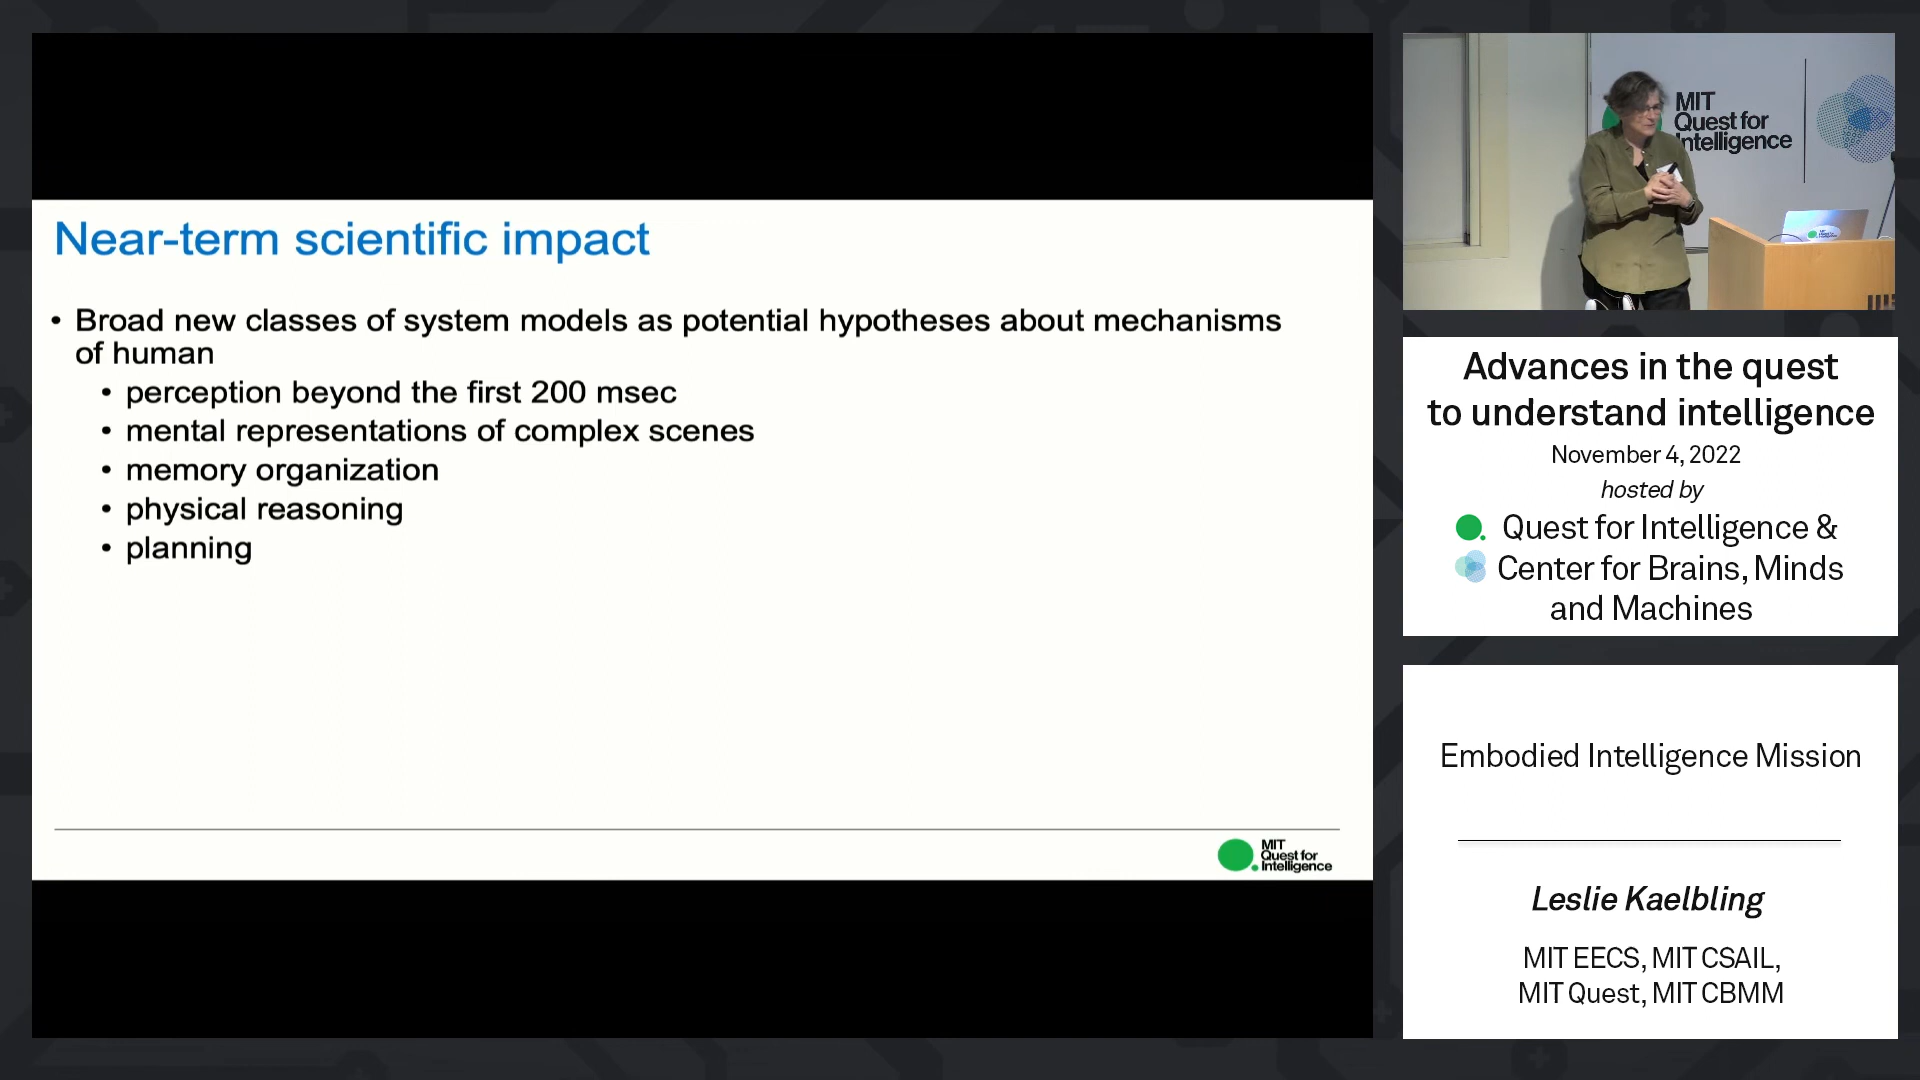 Near-term scientific impact
• Broad new classes of system models as potential hypotheses about mechanisms
of human
• perception beyond the first 200 msec
• mental representations of complex scenes
• memory organization
• physical reasoning
• planning
MIT
Quest for
Intelligence
MIT
Quest for
Intelligence
Advances in the quest
to understand intelligence
November 4, 2022
hosted by
Quest for Intelligence &
Center for Brains, Minds
and Machines
Embodied Intelligence Mission
Leslie Kaelbling
MIT EECS, MIT CSAIL,
MIT Quest, MIT CBMM